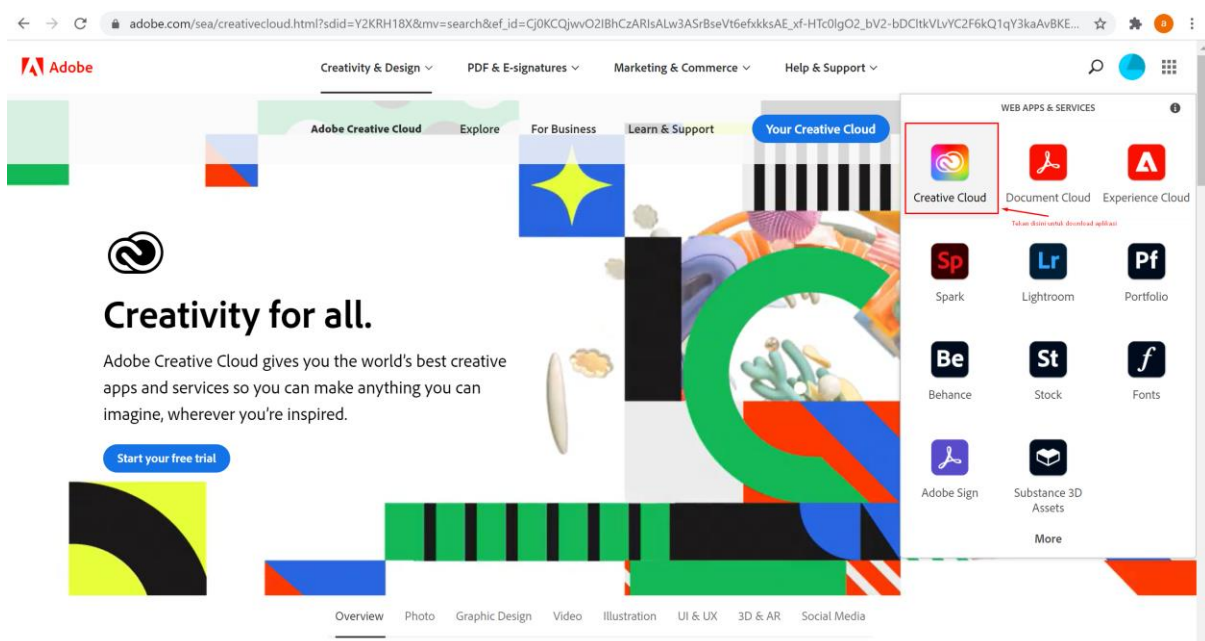 adobe.com/sea/creativecloud.html?sdid=Y2KRH18X&mv=search&ef_id=Cj0KCQjwvO2IBhCzARIsALw3ASrBseVt6efxkksAE_xf-HTc0lgO2_bV2-bDCltkVLvYC2F6kQ1qY3kaAvBKE...
a
Adobe
Creativity & Design
PDF & E-signatures
Marketing & Commerce
Help & Support
Adobe Creative Cloud
Explore
For Business
Learn & Support
Your Creative Cloud
Creativity for all.
Adobe Creative Cloud gives you the world's best creative
apps and services so you can make anything you can
imagine, wherever you're inspired.
Start your free trial
WEB APPS & SERVICES
Creative Cloud
Document Cloud
Experience Cloud
Tekan disini untuk download aplikasi
Sp
Lr
Pf
Spark
Lightroom
Portfolio
Be
St
f
Behance
Stock
Fonts
Adobe Sign
Substance 3D
Assets
More
Overview
Photo
Graphic Design
Video
Illustration
UI & UX
3D & AR
Social Media